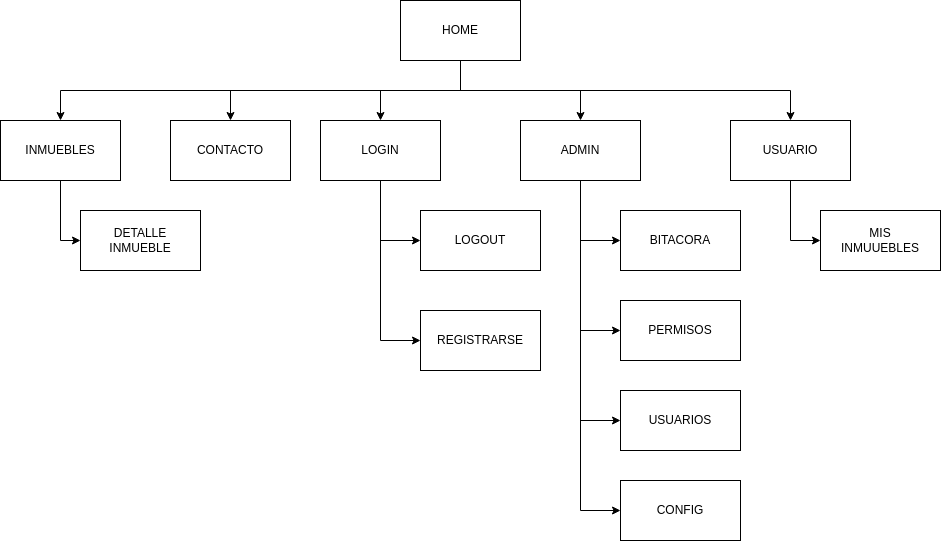 HOME
INMUEBLES
CONTACTO
LOGIN
ADMIN
USUARIO
DETALLE
INMUEBLE
LOGOUT
BITACORA
MIS
INMUUEBLES
REGISTRARSE
PERMISOS
USUARIOS
CONFIG